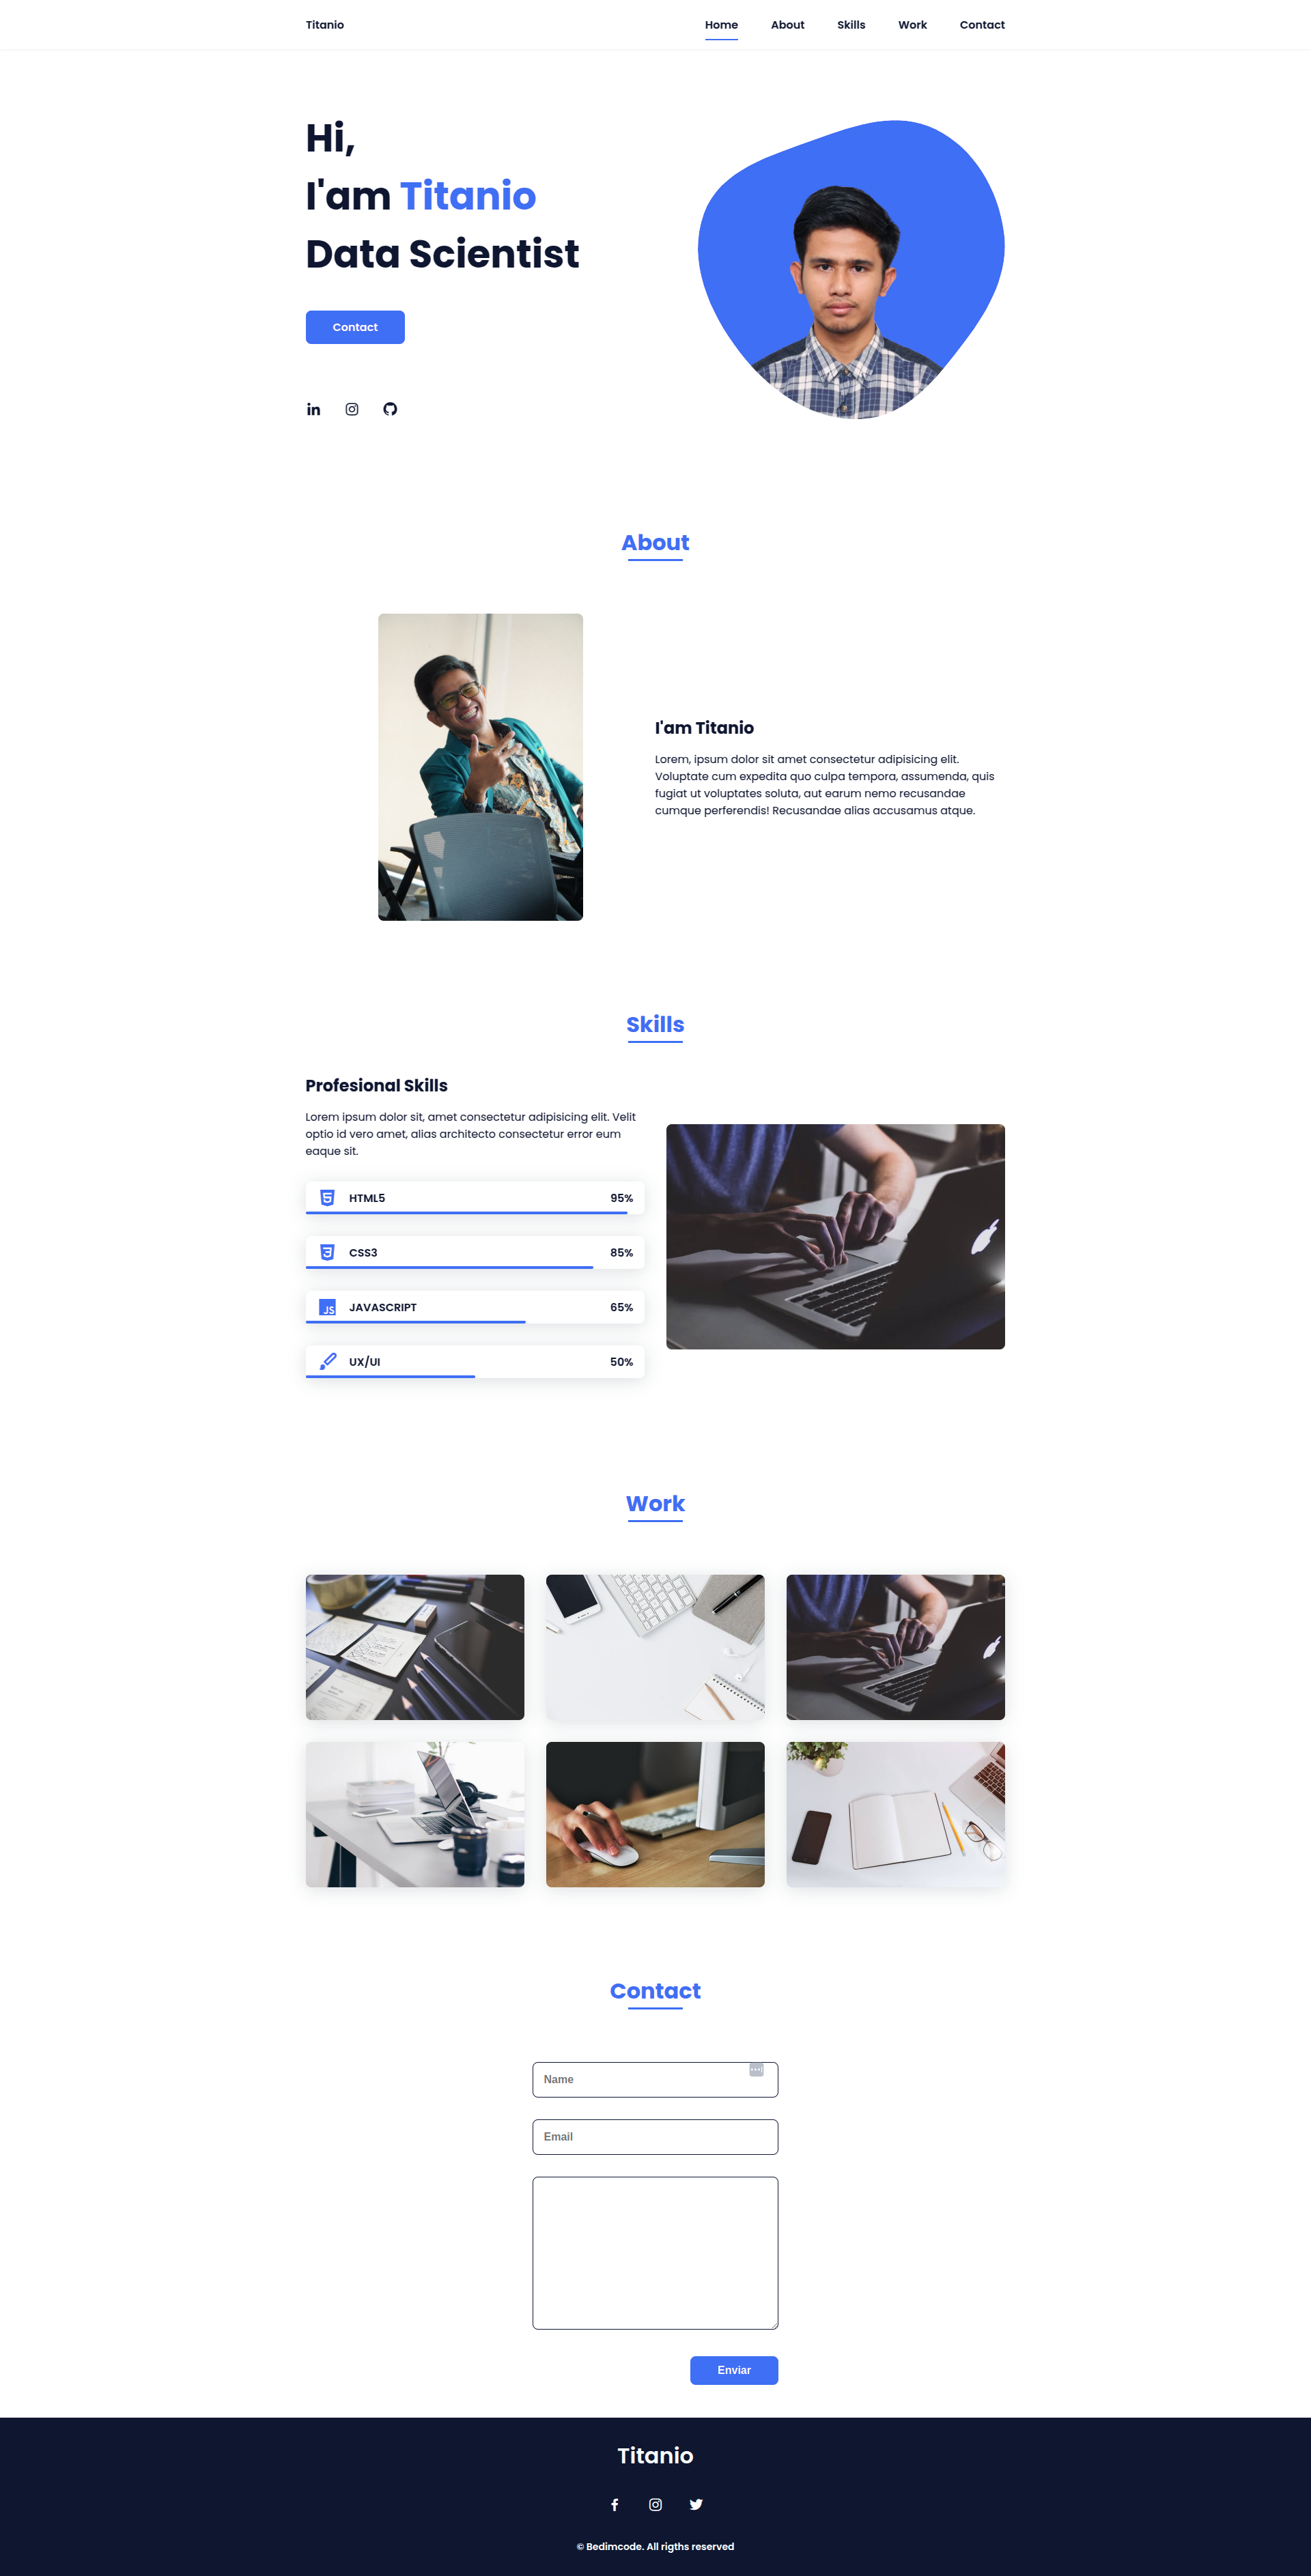 Titanio
Home
About
Skills
Work
Contact
Hi,
I'am Titanio
Data Scientist
Contact
About
I'am Titanio
Lorem, ipsum dolor sit amet consectetur adipisicing elit.
Voluptate cum expedita quo culpa tempora, assumenda, quis
fugiat ut voluptates soluta, aut earum nemo recusandae
cumque perferendis! Recusandae alias accusamus atque.
Skills
Profesional Skills
Lorem ipsum dolor sit, amet consectetur adipisicing elit. Velit
optio id vero amet, alias architecto consectetur error eum
eaque sit.
HTML5 95%
CSS3 85%
JS JAVASCRIPT 65%
UX/UI 50%
Work
Contact
Name
Email
Enviar
Titanio
© Bedimcode. All rigths reserved